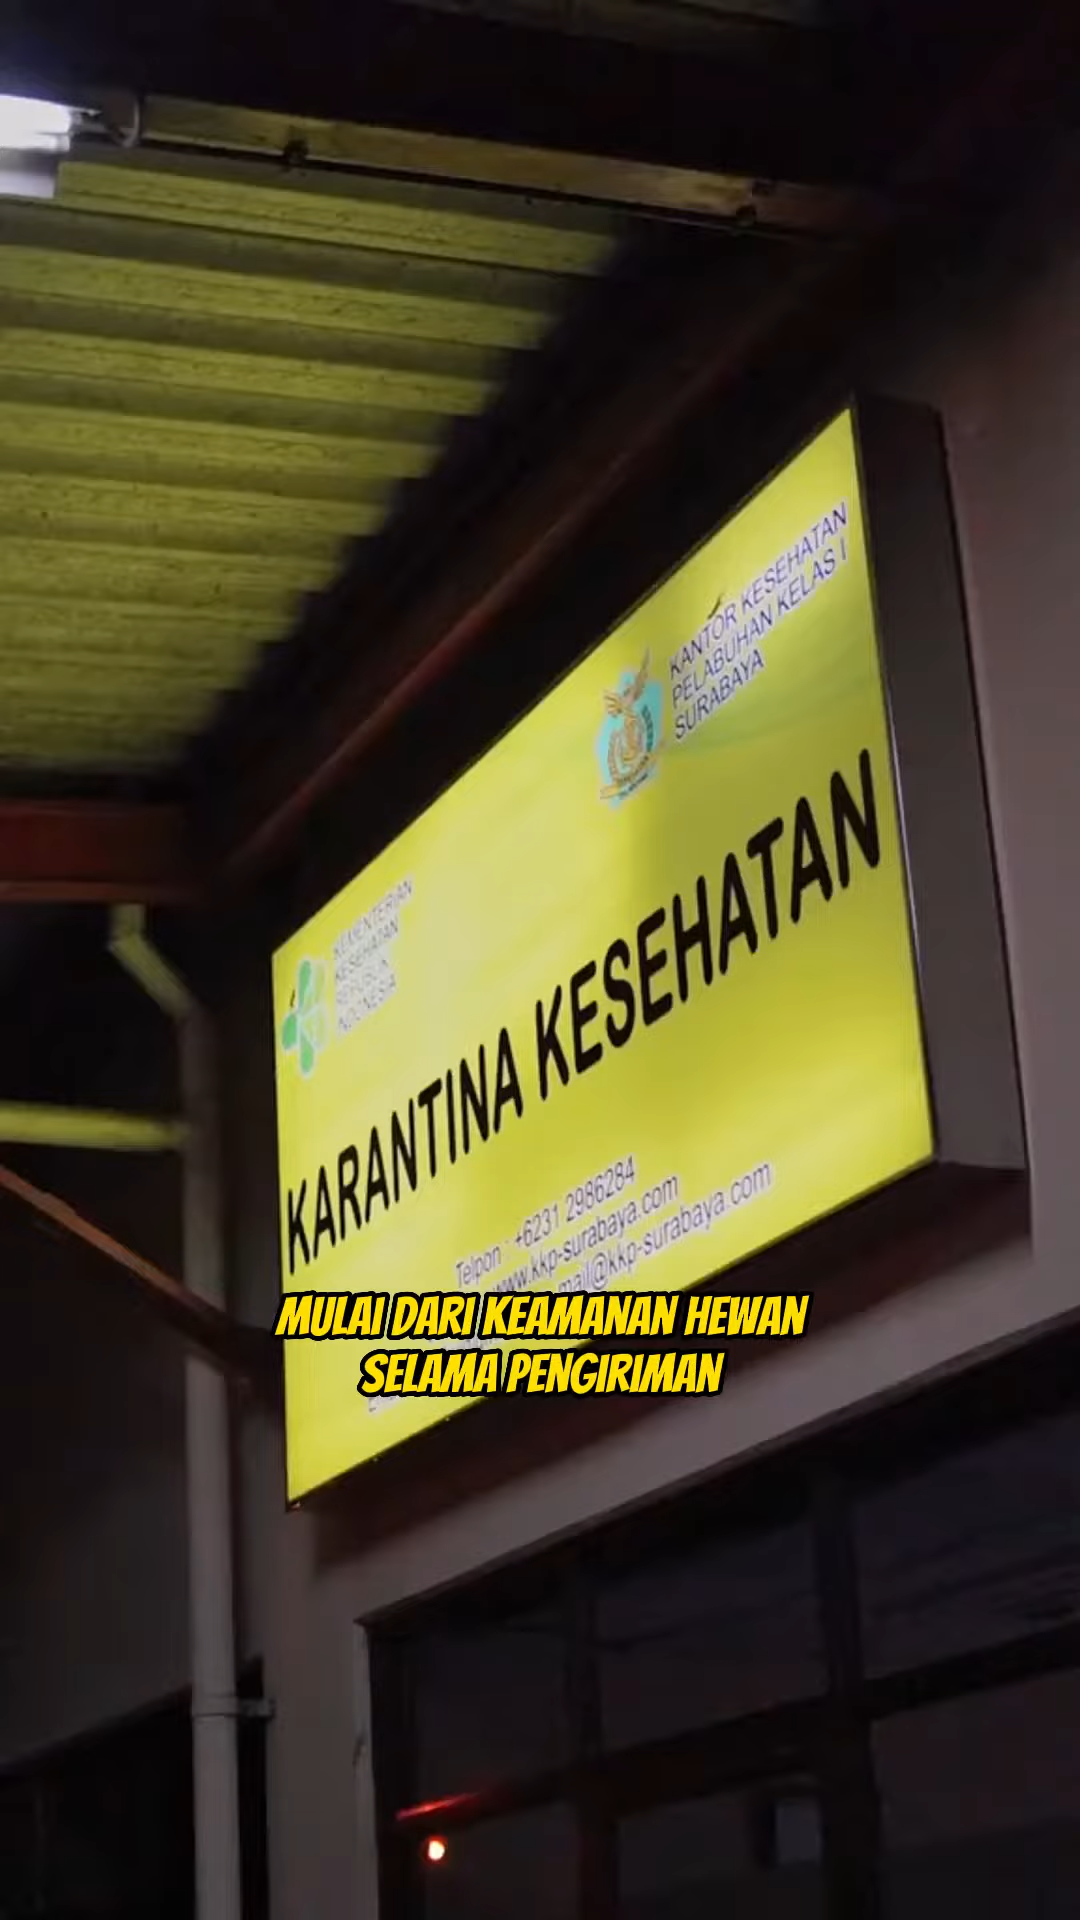 KANTOR KESEHATAN
PELABUHAN KELAS I
SURABAYA
KEMENTERIAN
KESEHATAN
REPUBLIK
INDONESIA
KARANTINA KESEHATAN
Telpon : +6231 2986284
www.kkp-surabaya.com
mail@kkp-surabaya.com
MULAI DARI KEAMANAN HEWAN
SELAMA PENGIRIMAN